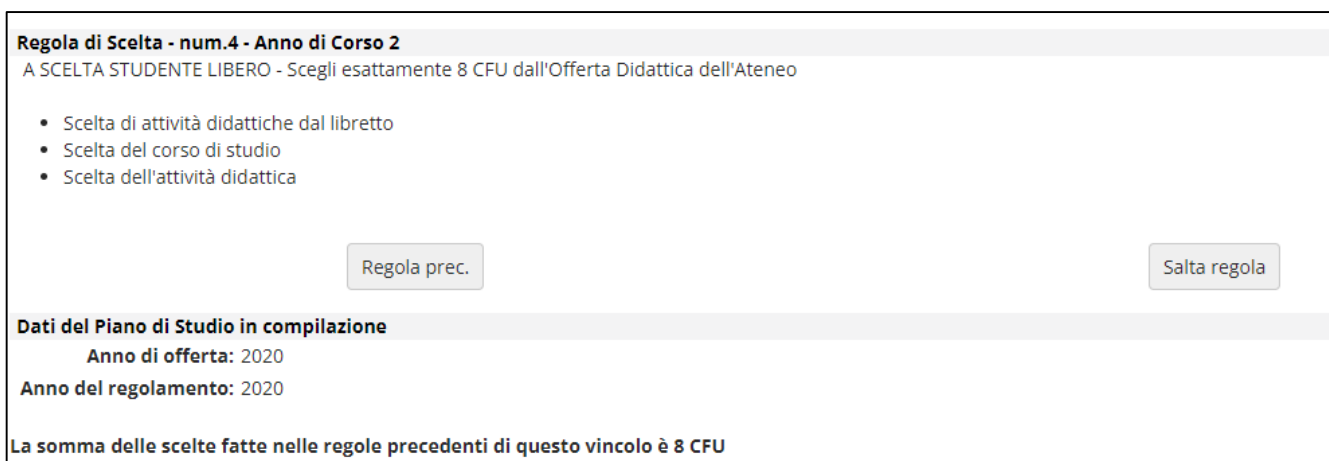 Regola di Scelta - num.4 - Anno di Corso 2
A SCELTA STUDENTE LIBERO - Scegli esattamente 8 CFU dall'Offerta Didattica dell'Ateneo
• Scelta di attività didattiche dal libretto
• Scelta del corso di studio
• Scelta dell'attività didattica
Regola prec. Salta regola
Dati del Piano di Studio in compilazione
Anno di offerta: 2020
Anno del regolamento: 2020
La somma delle scelte fatte nelle regole precedenti di questo vincolo è 8 CFU